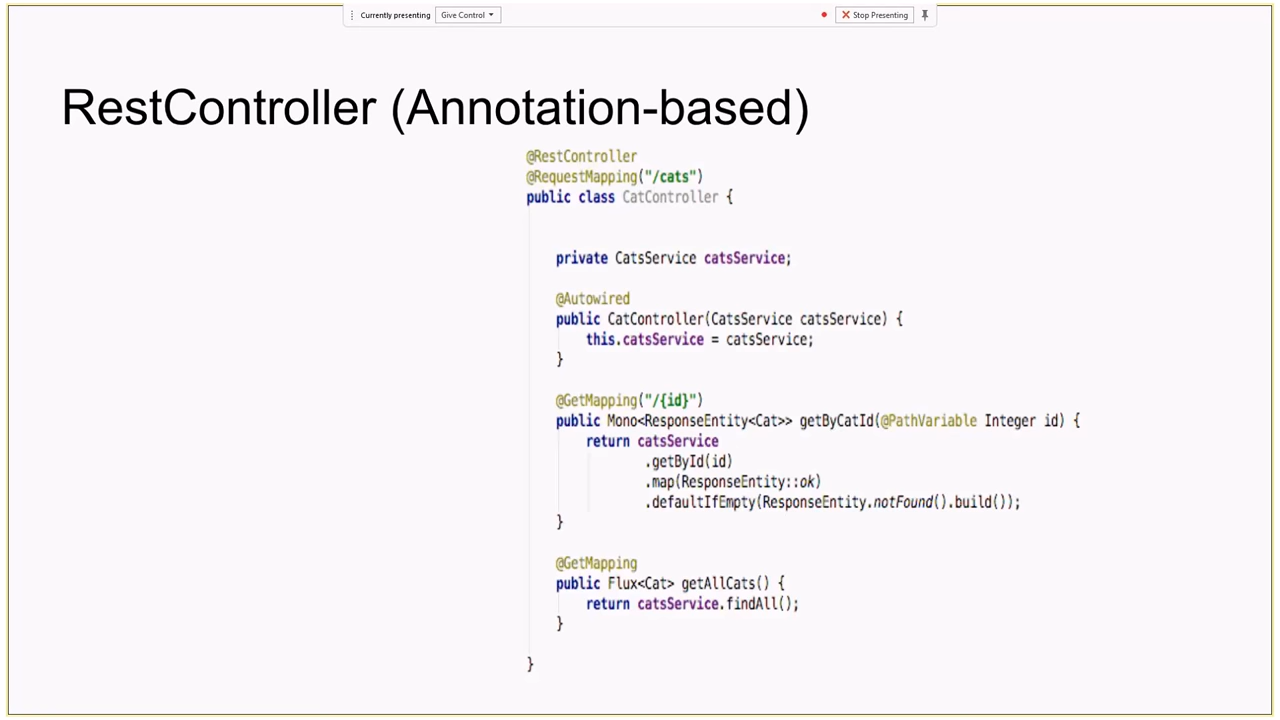 Currently presenting Give Control Stop Presenting
RestController (Annotation-based)
@RestController
@RequestMapping("/cats")
public class CatController {
private CatsService catsService;
@Autowired
public CatController(CatsService catsService) {
this.catsService = catsService;
}
@GetMapping("/{id}")
public Mono<ResponseEntity<Cat>> getByCatId(@PathVariable Integer id) {
return catsService
.getById(id)
.map(ResponseEntity::ok)
.defaultIfEmpty(ResponseEntity.notFound().build());
}
@GetMapping
public Flux<Cat> getAllCats() {
return catsService.findAll();
}
}